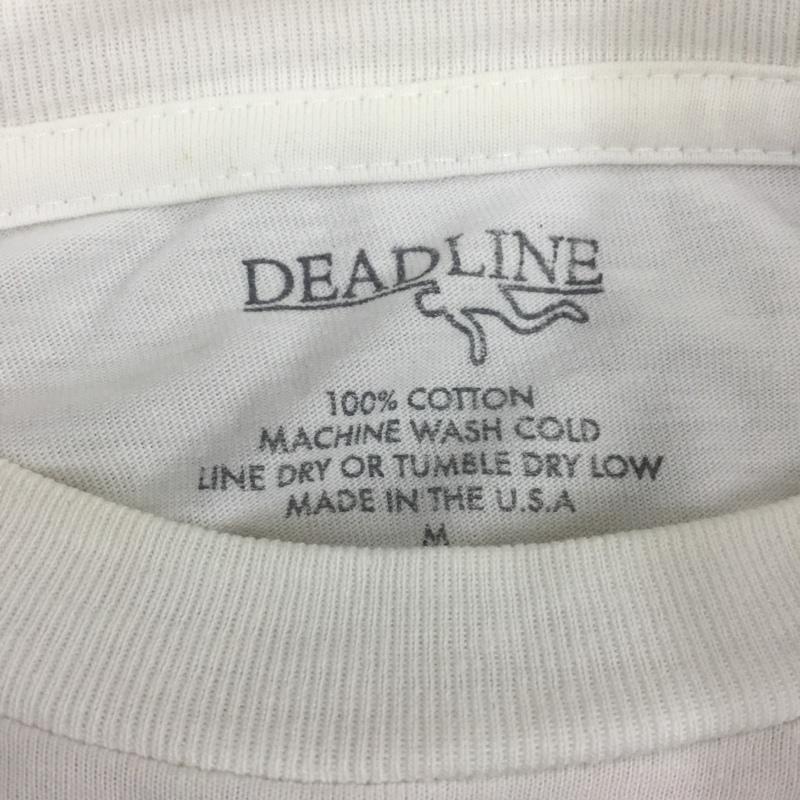 DEADLINE
100% COTTON
MACHINE WASH COLD
LINE DRY OR TUMBLE DRY LOW
MADE IN THE U.S.A
M